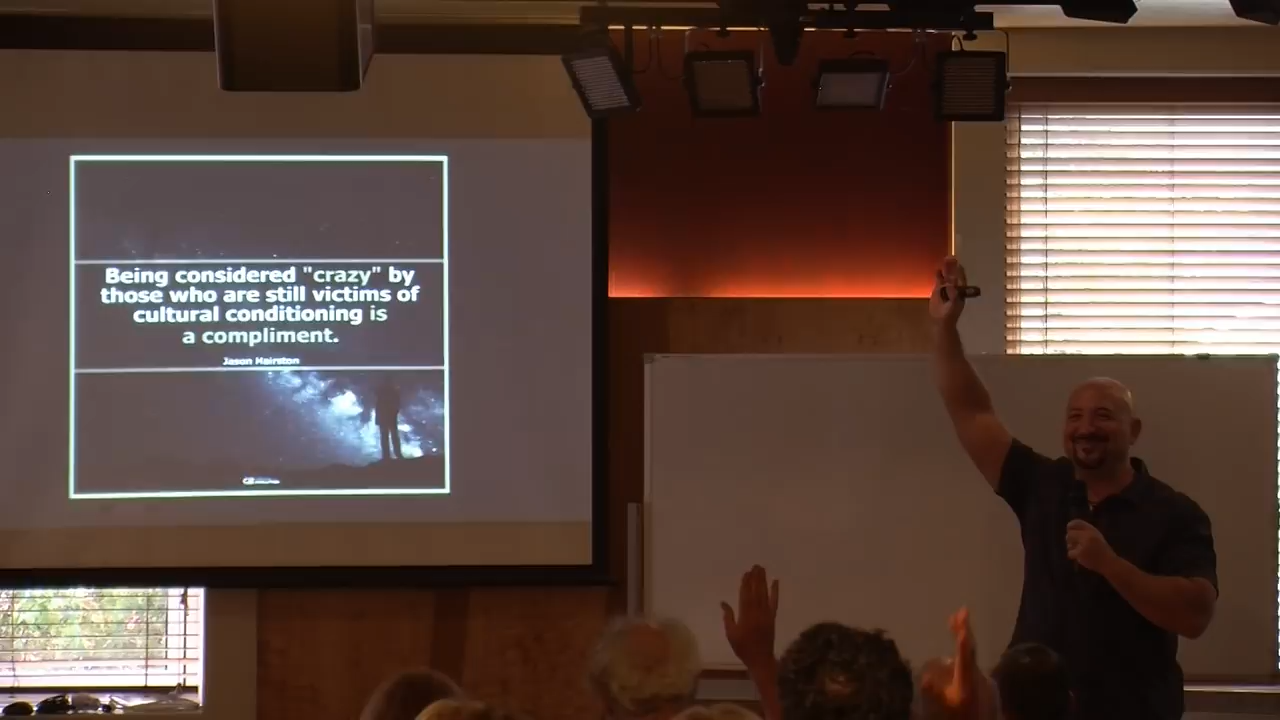 Being considered "crazy" by
those who are still victims of
cultural conditioning is
a compliment.
Jason Hairston